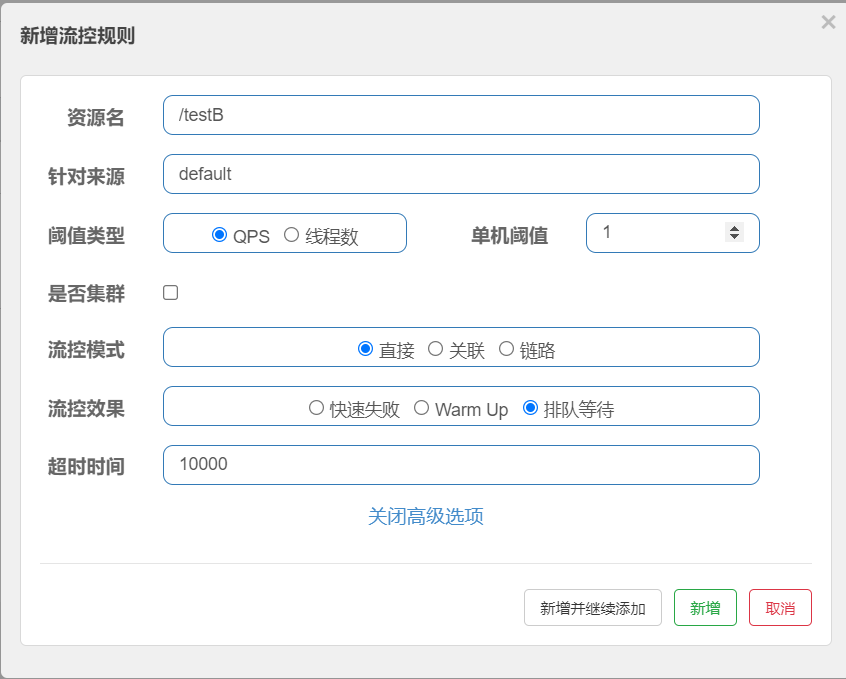 新增流控规则
×
资源名 /testB
针对来源 default
阈值类型 QPS 线程数 单机阈值 1
是否集群
流控模式 直接 关联 链路
流控效果 快速失败 Warm Up 排队等待
超时时间 10000
关闭高级选项
新增并继续添加 新增 取消